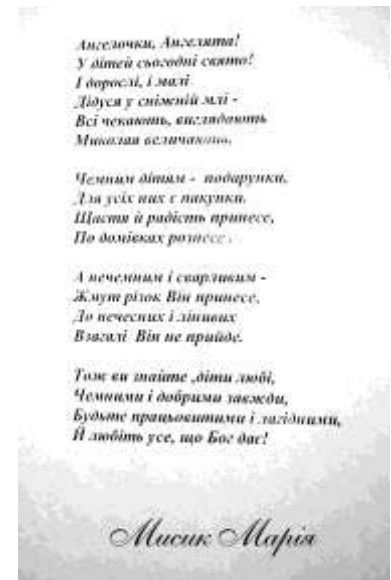 Ангелочки, Ангелята!
У дітей сьогодні свято!
І дорослі, і малі
Дідуся у сніжній млі -
Всі чекають, виглядають
Миколая величають.
Чемним дітям - подарунки,
Для усіх них є пакунки.
Щастя й радість принесе,
По домівках рознесе .
А нечемним і сварливим -
Жмут різок Він принесе,
До нечесних і лінивих
Взагалі Він не прийде.
Тож ви знайте ,діти любі,
Чемними і добрими завжди,
Будьте працьовитими і лагідними,
Й любіть усе, що Бог дає!
Мисик Марія